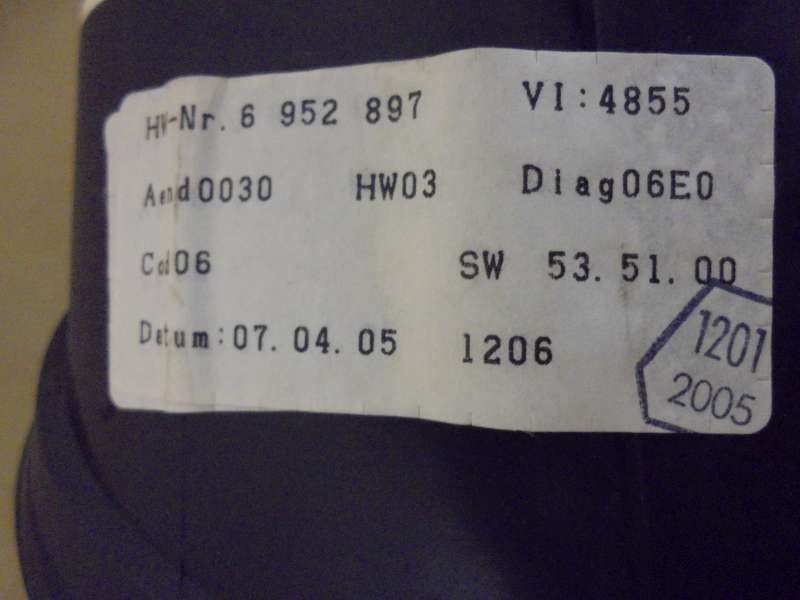 HW-Nr. 6 952 897 VI:4855
Aend0030 HW03 Diag06E0
Cod06 SW 53.51.00
Datum:07.04.05 1206
1201
2005